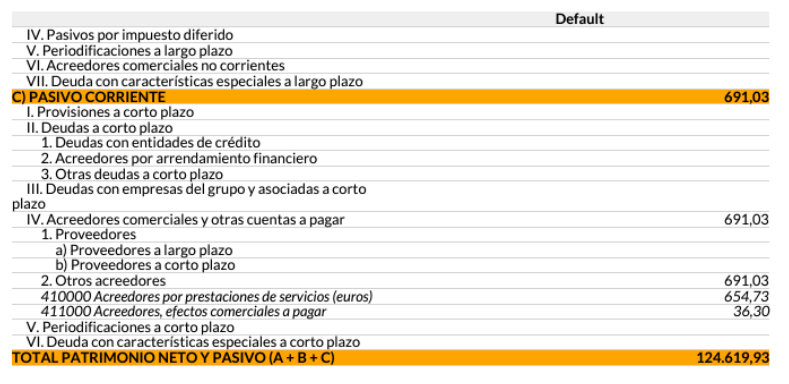 Default
IV. Pasivos por impuesto diferido
V. Periodificaciones a largo plazo
VI. Acreedores comerciales no corrientes
VII. Deuda con características especiales a largo plazo
C) PASIVO CORRIENTE 691,03
I. Provisiones a corto plazo
II. Deudas a corto plazo
1. Deudas con entidades de crédito
2. Acreedores por arrendamiento financiero
3. Otras deudas a corto plazo
III. Deudas con empresas del grupo y asociadas a corto
plazo
IV. Acreedores comerciales y otras cuentas a pagar 691,03
1. Proveedores
a) Proveedores a largo plazo
b) Proveedores a corto plazo
2. Otros acreedores 691,03
410000 Acreedores por prestaciones de servicios (euros) 654,73
411000 Acreedores, efectos comerciales a pagar 36,30
V. Periodificaciones a corto plazo
VI. Deuda con características especiales a corto plazo
TOTAL PATRIMONIO NETO Y PASIVO (A + B + C) 124.619,93